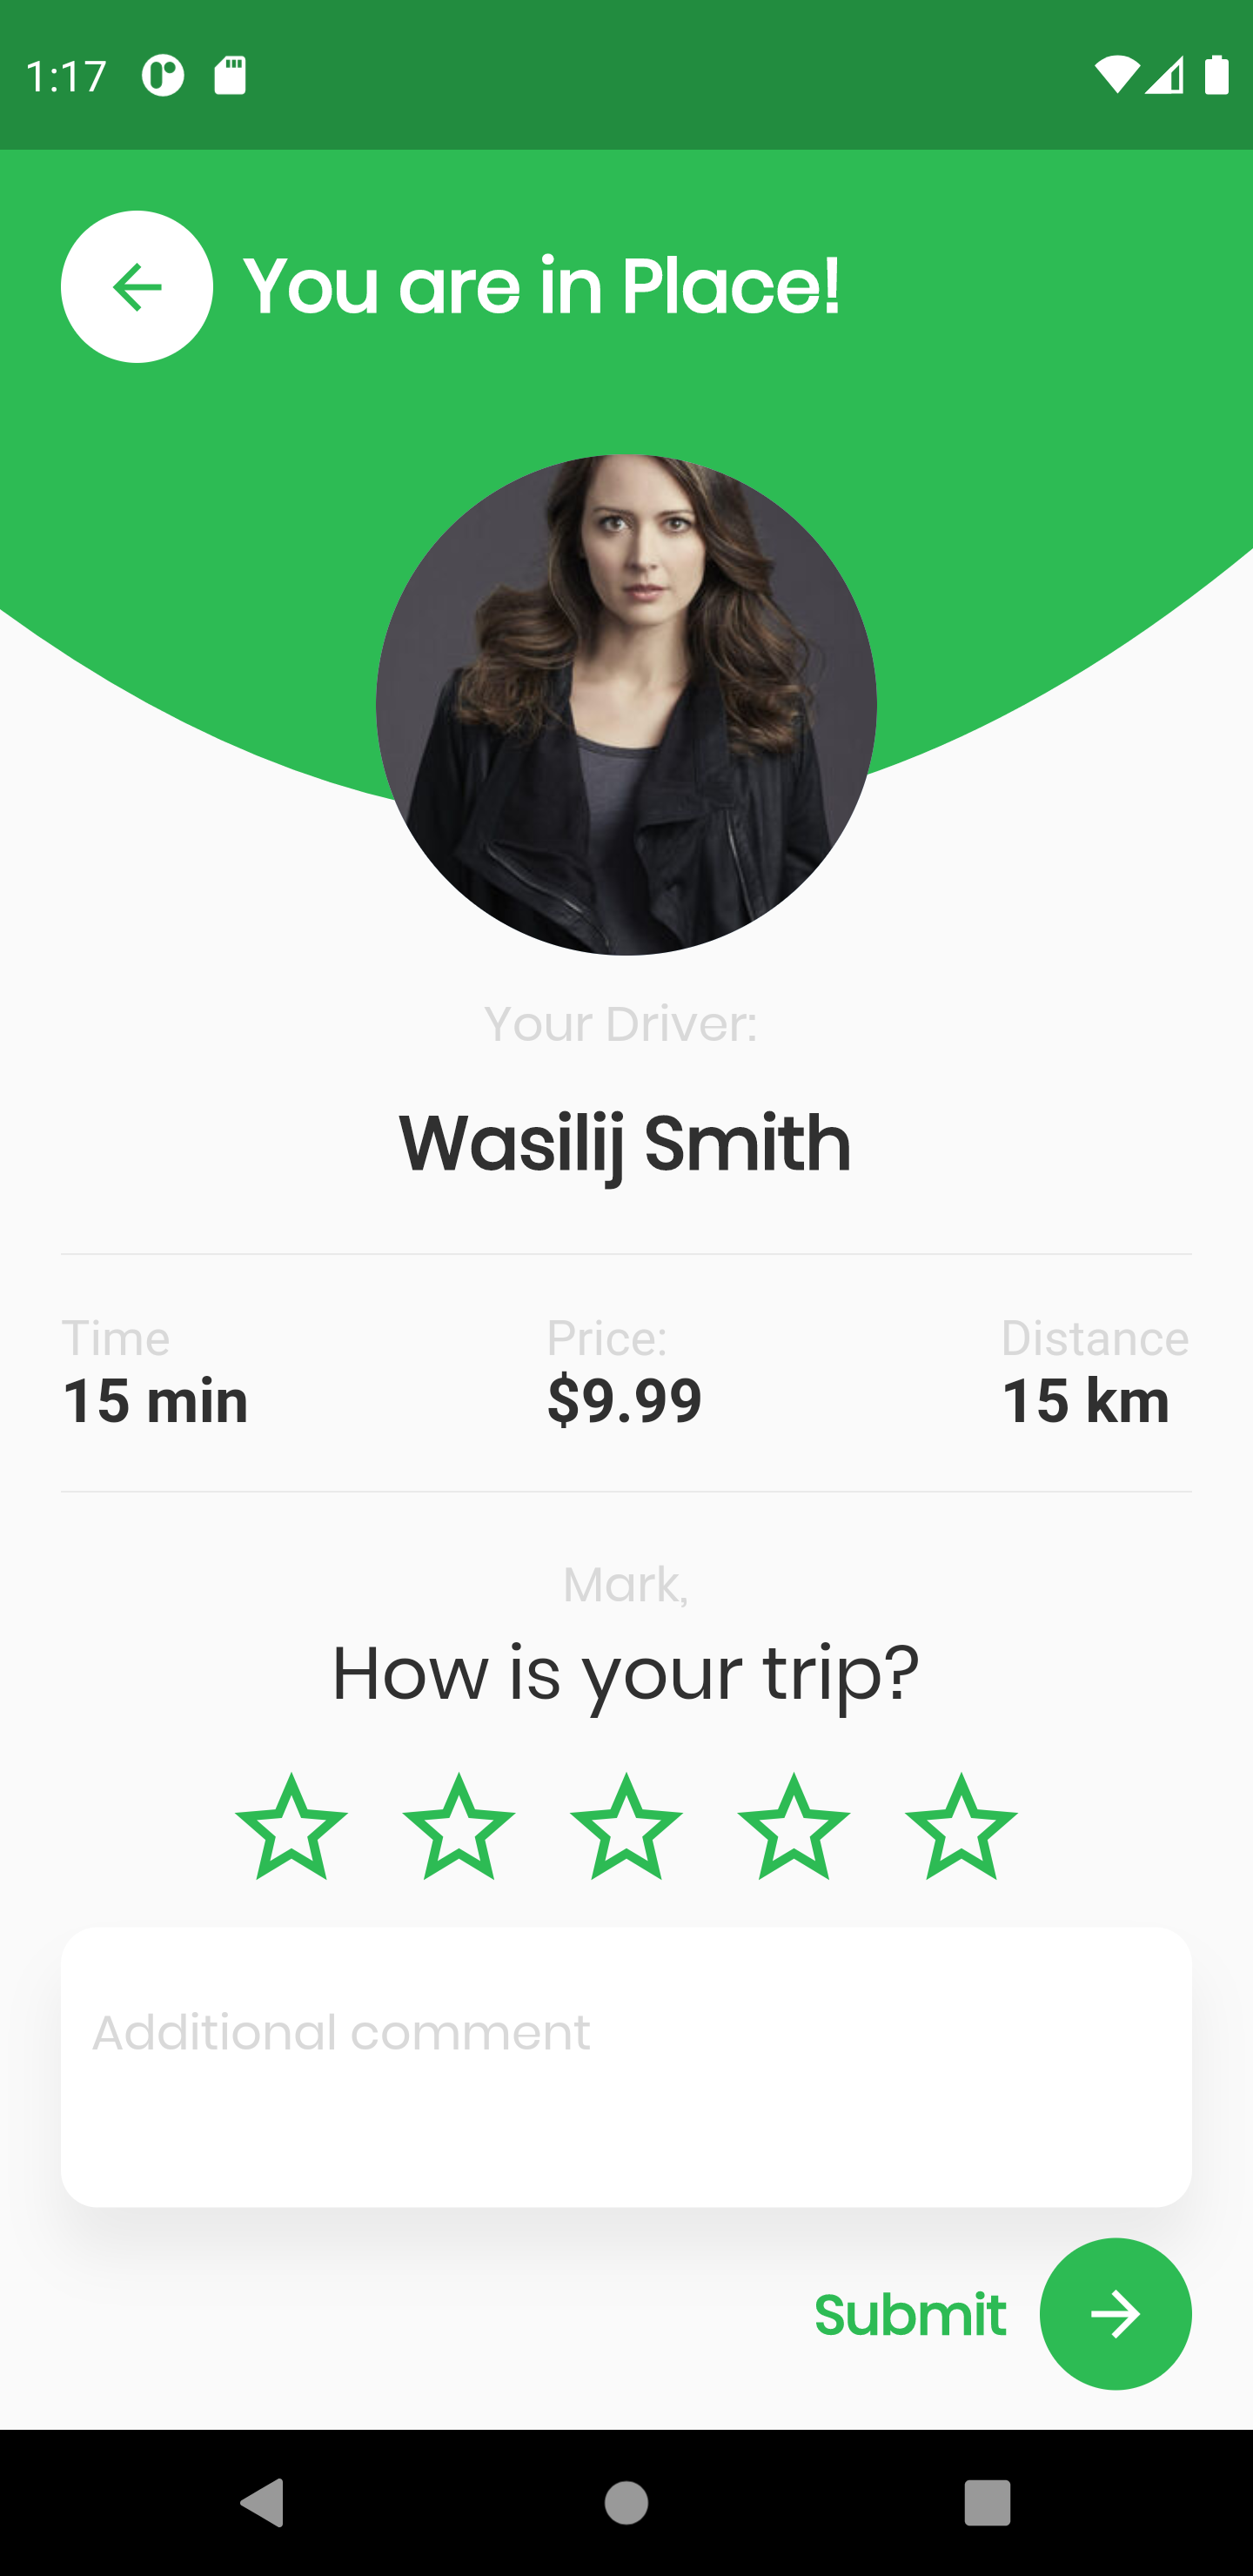 1:17
You are in Place!
Your Driver:
Wasilij Smith
Time
15 min
Price:
$9.99
Distance
15 km
Mark,
How is your trip?
Additional comment
Submit